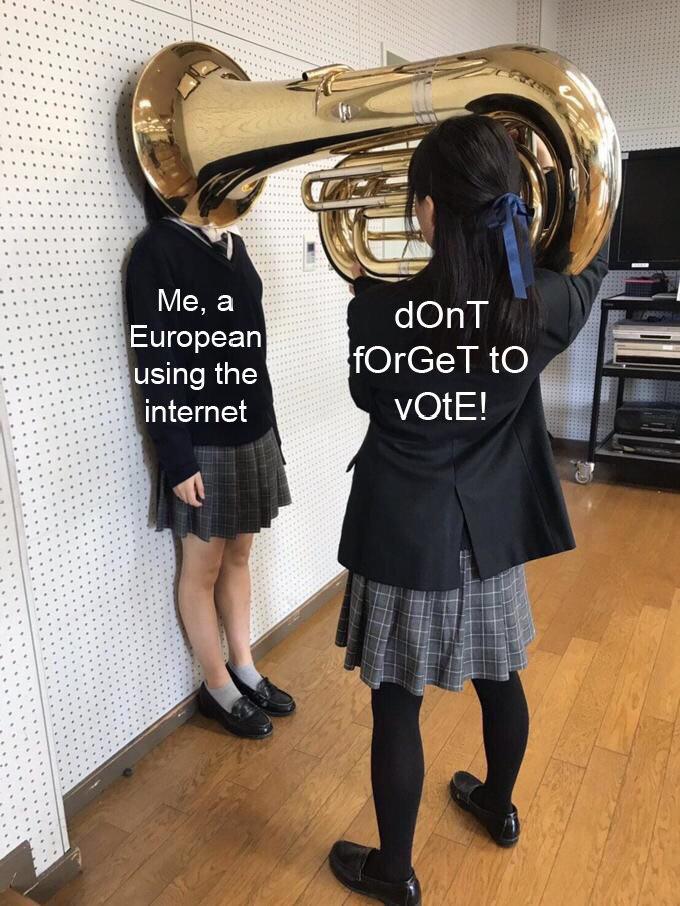 Me, a
European
using the
internet
dOnT
fOrGeT tO
vOtE!